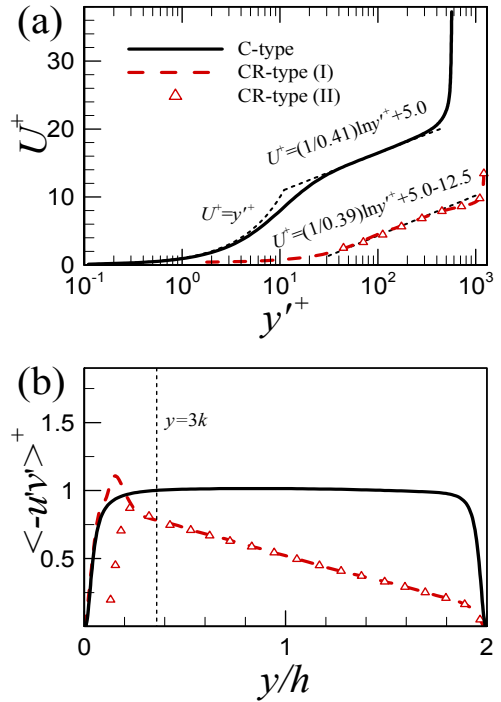 (a)
C-type
CR-type (I)
CR-type (II)
U⁺=(1/0.41)lny'⁺+5.0
U⁺=y'⁺
U⁺=(1/0.39)lny'⁺+5.0-12.5
U⁺
30
20
10
0
10⁻¹ 10⁰ 10¹ 10² 10³
y'⁺
(b)
y=3k
<-u'v'>⁺
1.5
1
0.5
0 1 2
y/h